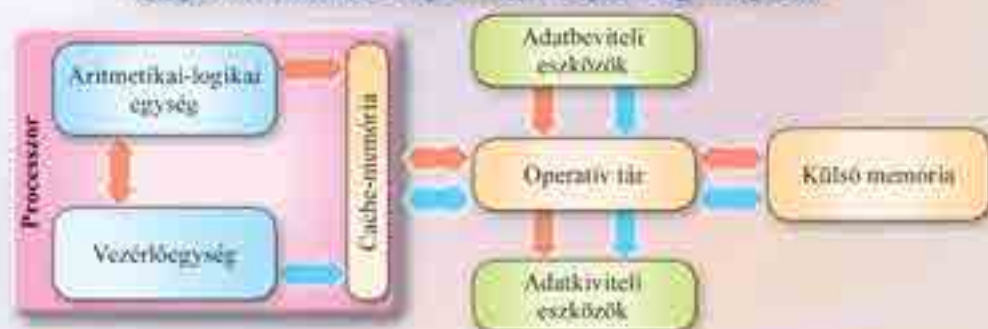 Adatbeviteli
eszközök
Aritmetikai-logikai
egység
Processzor
Cache-memória
Operatív tár
Külső memória
Vezérlőegység
Adatkiviteli
eszközök